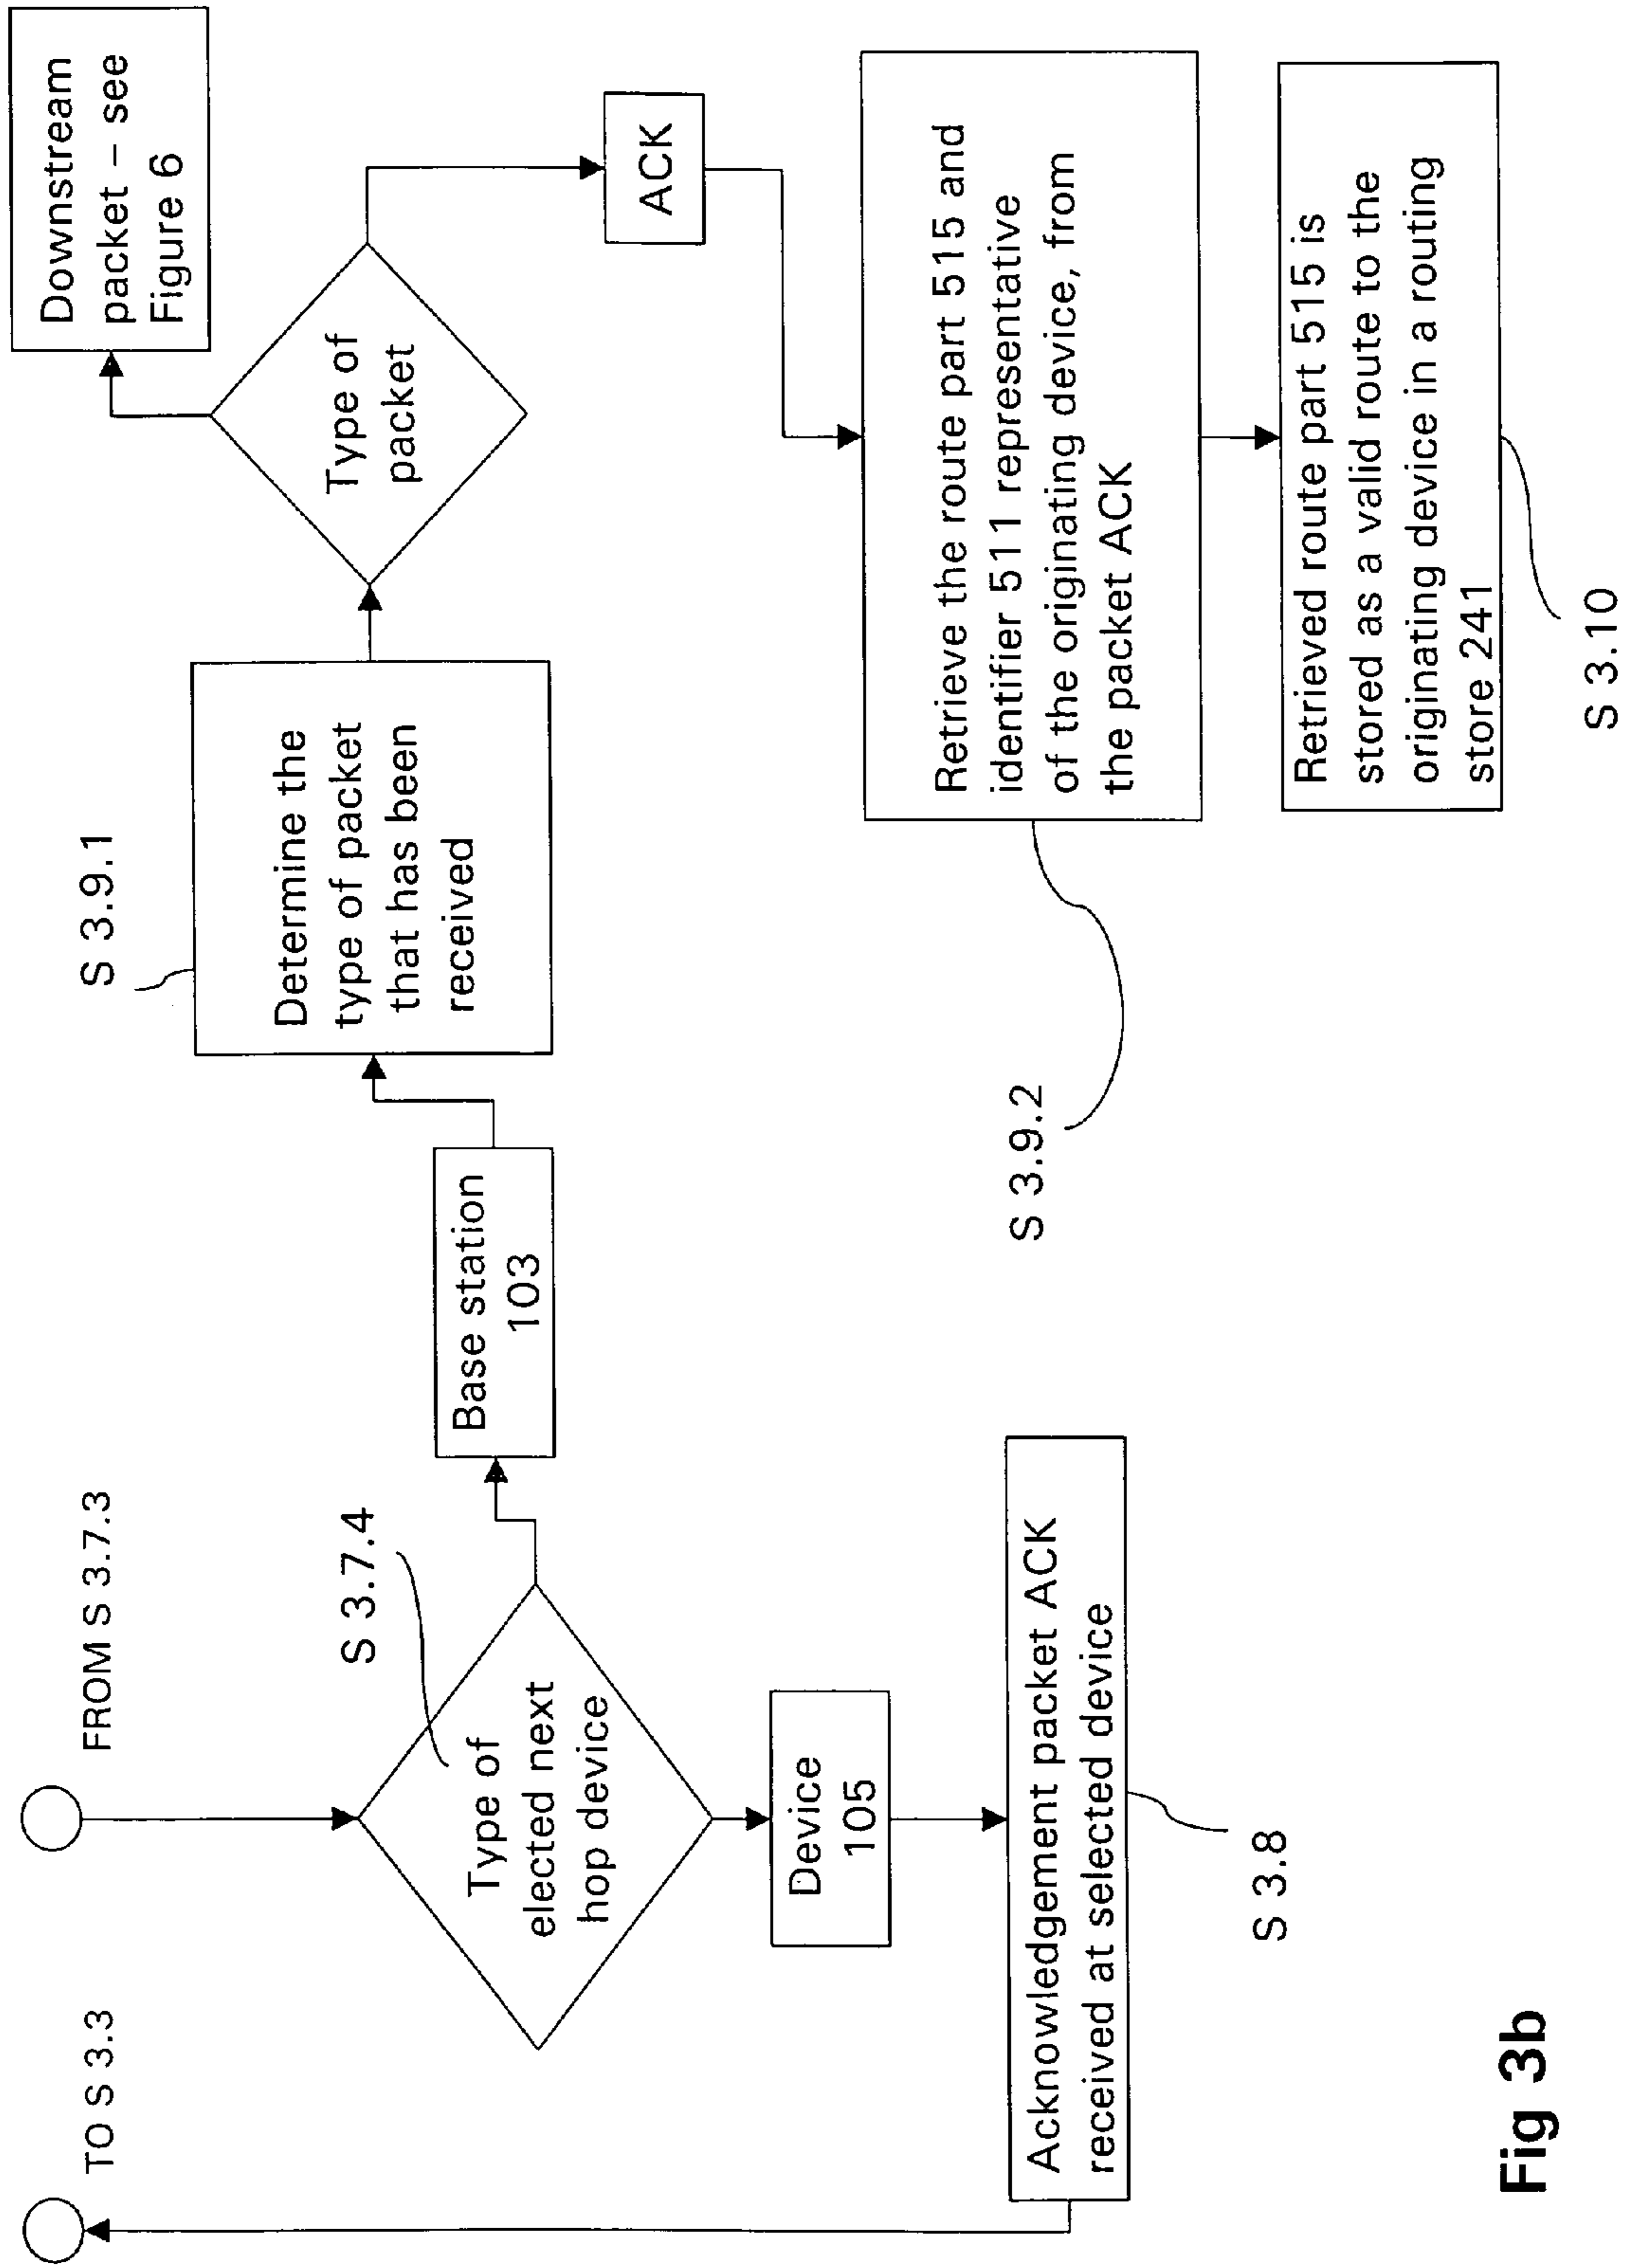 TO S 3.3
FROM S 3.7.3
S 3.7.4
Type of
elected next
hop device
Device
105
Acknowledgement packet ACK
received at selected device
S 3.8
Base station
103
S 3.9.1
Determine the
type of packet
that has been
received
Type of
packet
Downstream
packet – see
Figure 6
ACK
Retrieve the route part 515 and
identifier 511 representative
of the originating device, from
the packet ACK
S 3.9.2
Retrieved route part 515 is
stored as a valid route to the
originating device in a routing
store 241
S 3.10
Fig 3b